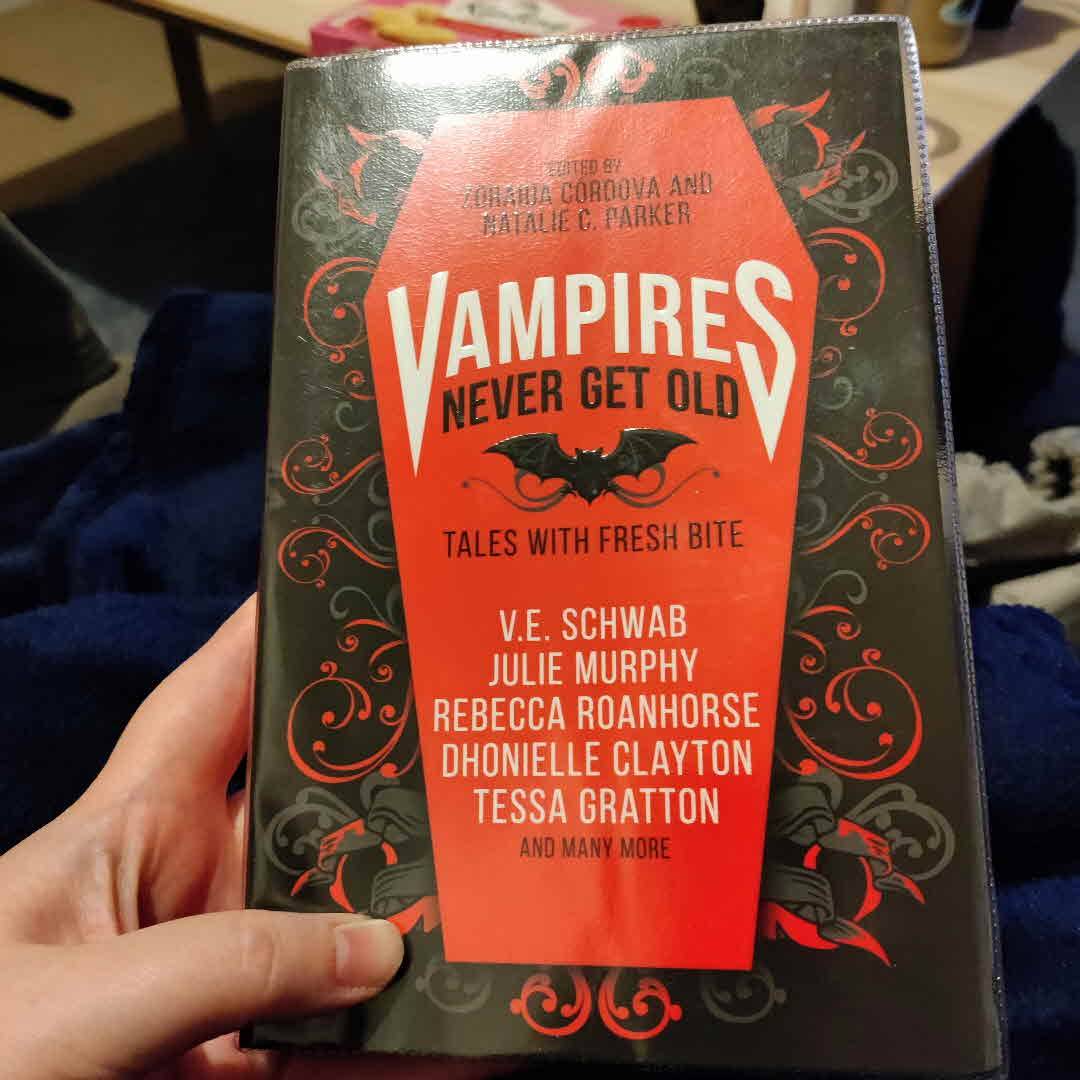 EDITED BY
ZORAIDA CÓRDOVA AND
NATALIE C. PARKER
VAMPIRES
NEVER GET OLD
TALES WITH FRESH BITE
V.E. SCHWAB
JULIE MURPHY
REBECCA ROANHORSE
DHONIELLE CLAYTON
TESSA GRATTON
AND MANY MORE